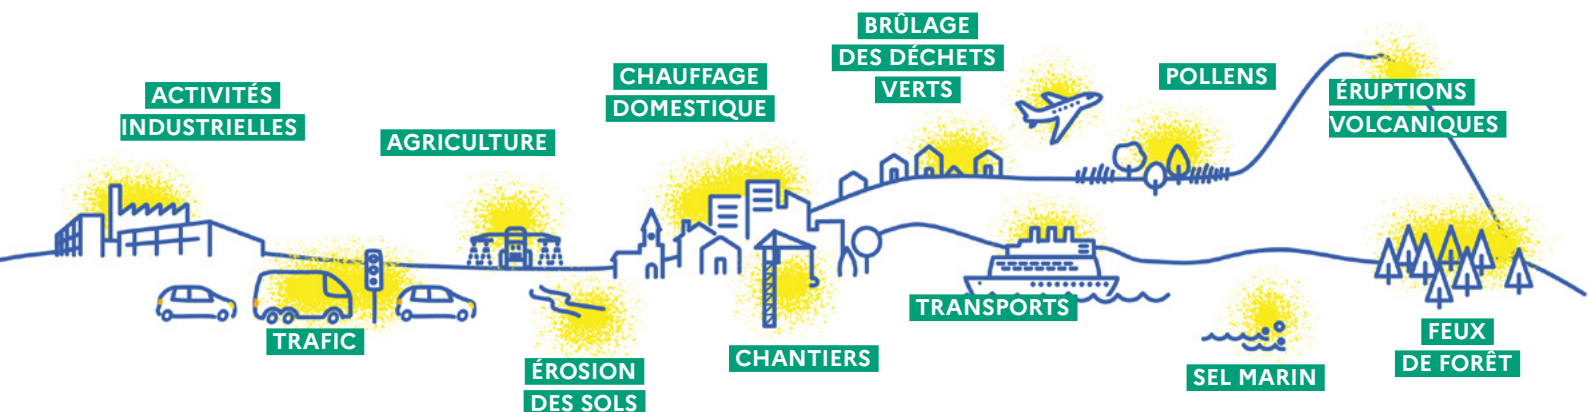 ACTIVITÉS
INDUSTRIELLES
TRAFIC
AGRICULTURE
ÉROSION
DES SOLS
CHAUFFAGE
DOMESTIQUE
CHANTIERS
BRÛLAGE
DES DÉCHETS
VERTS
TRANSPORTS
POLLENS
SEL MARIN
ÉRUPTIONS
VOLCANIQUES
FEUX
DE FORÊT